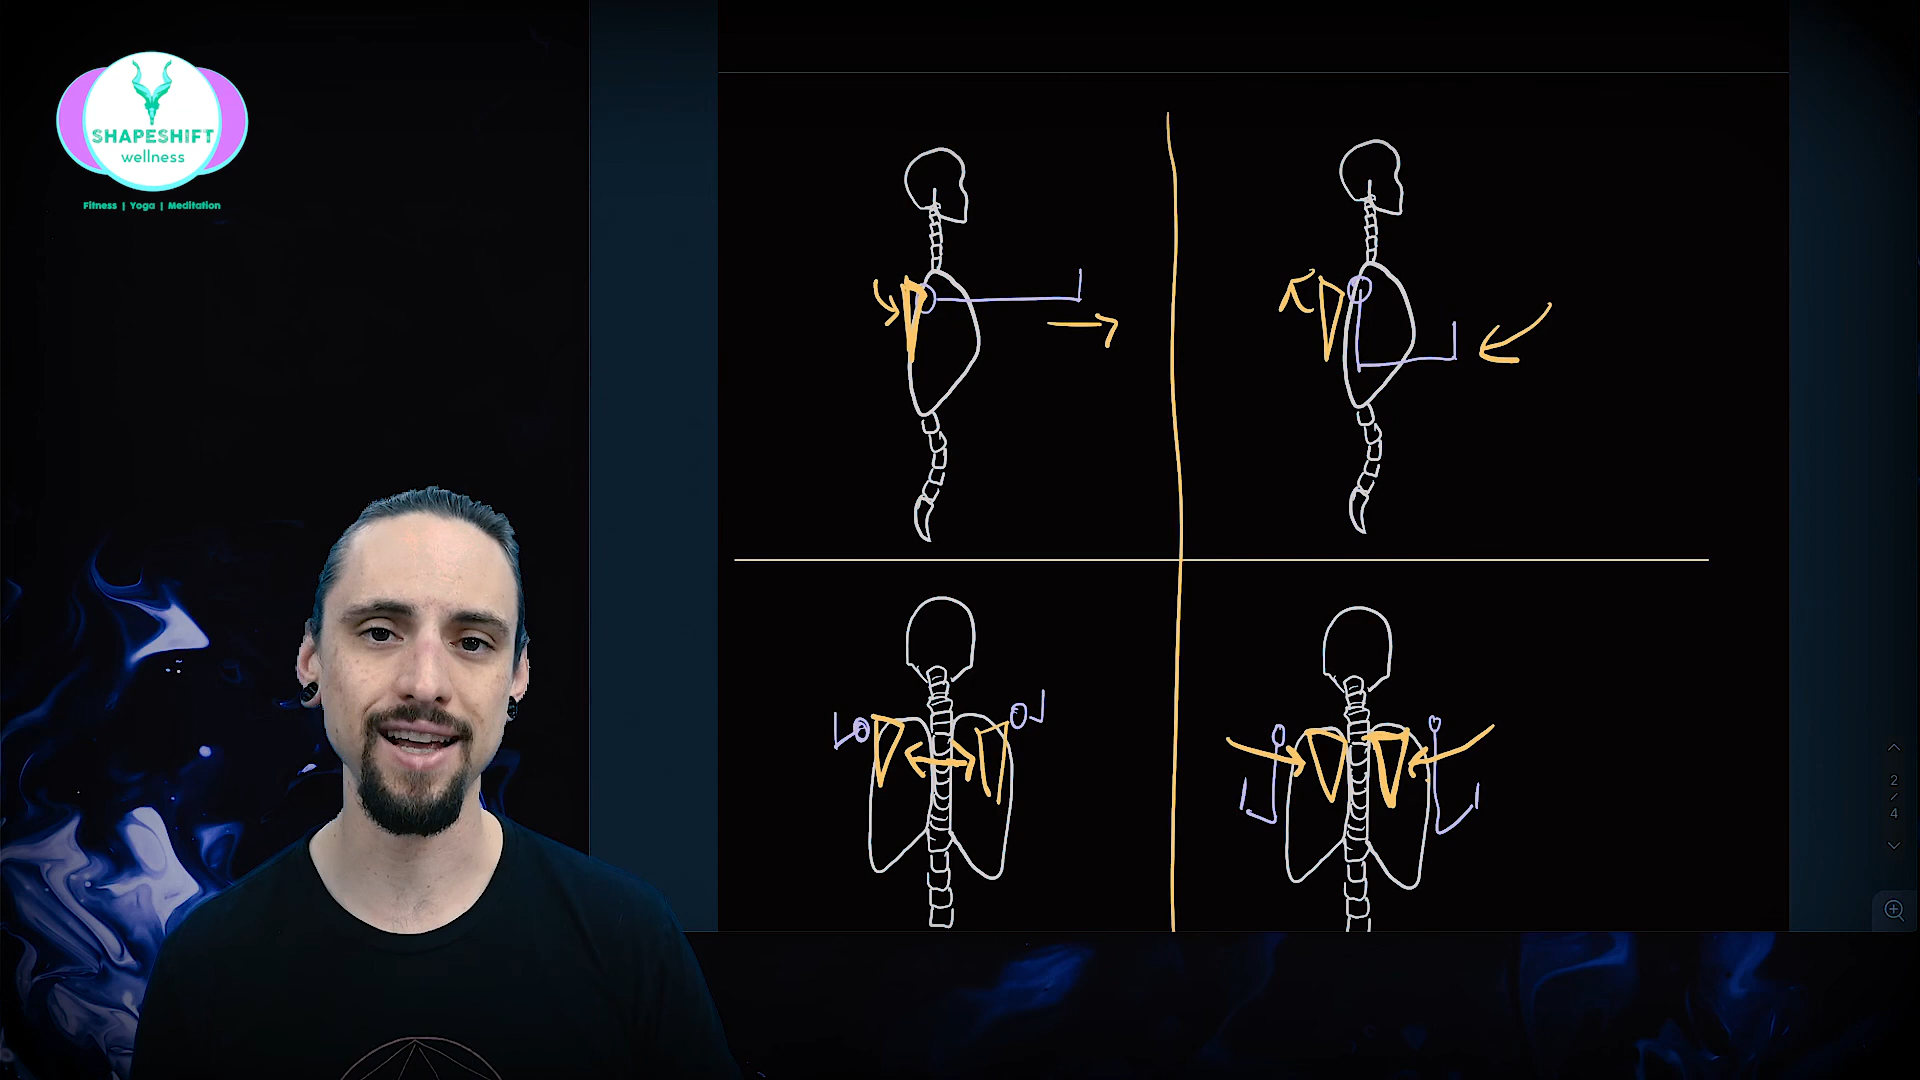 SHAPESHIFT
wellness
Fitness | Yoga | Meditation
2
/
4